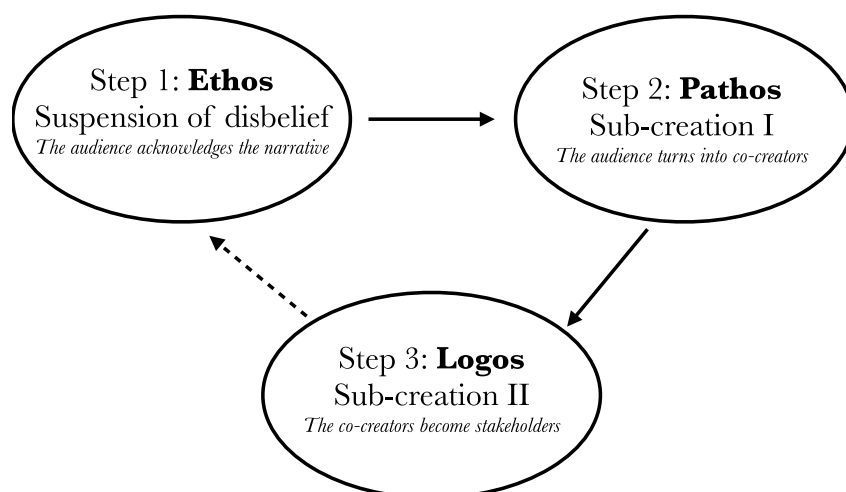 Step 1: Ethos
Suspension of disbelief
The audience acknowledges the narrative
Step 2: Pathos
Sub-creation I
The audience turns into co-creators
Step 3: Logos
Sub-creation II
The co-creators become stakeholders